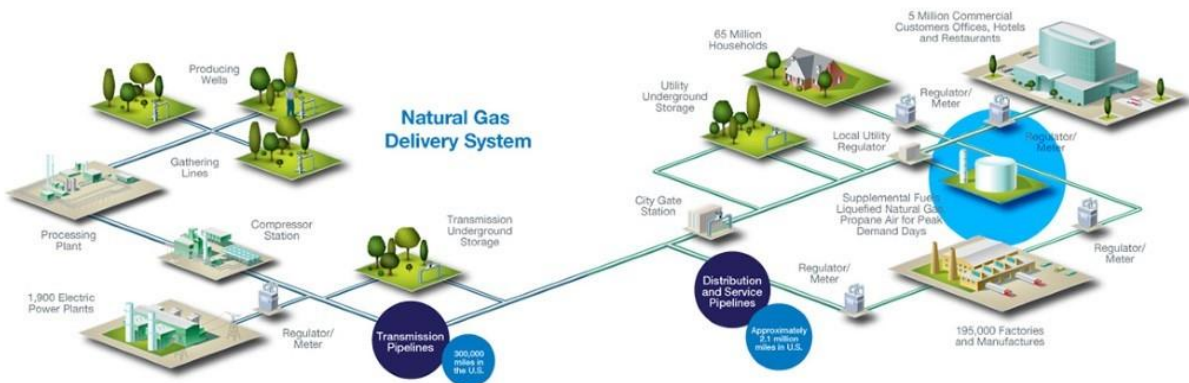 Producing
Wells
Natural Gas
Delivery System
Gathering
Lines
Processing
Plant
Compressor
Station
Transmission
Underground
Storage
1,900 Electric
Power Plants
Regulator/
Meter
Transmission
Pipelines
300,000
miles in
the U.S.
65 Million
Households
5 Million Commercial
Customers Offices, Hotels
and Restaurants
Utility
Underground
Storage
Regulator/
Meter
Local Utility
Regulator
Regulator/
Meter
City Gate
Station
Supplemental Fuels
Liquefied Natural Gas
Propane Air for Peak
Demand Days
Regulator/
Meter
Distribution
and Service
Pipelines
Approximately
2.1 million
miles in U.S.
Regulator/
Meter
195,000 Factories
and Manufactures